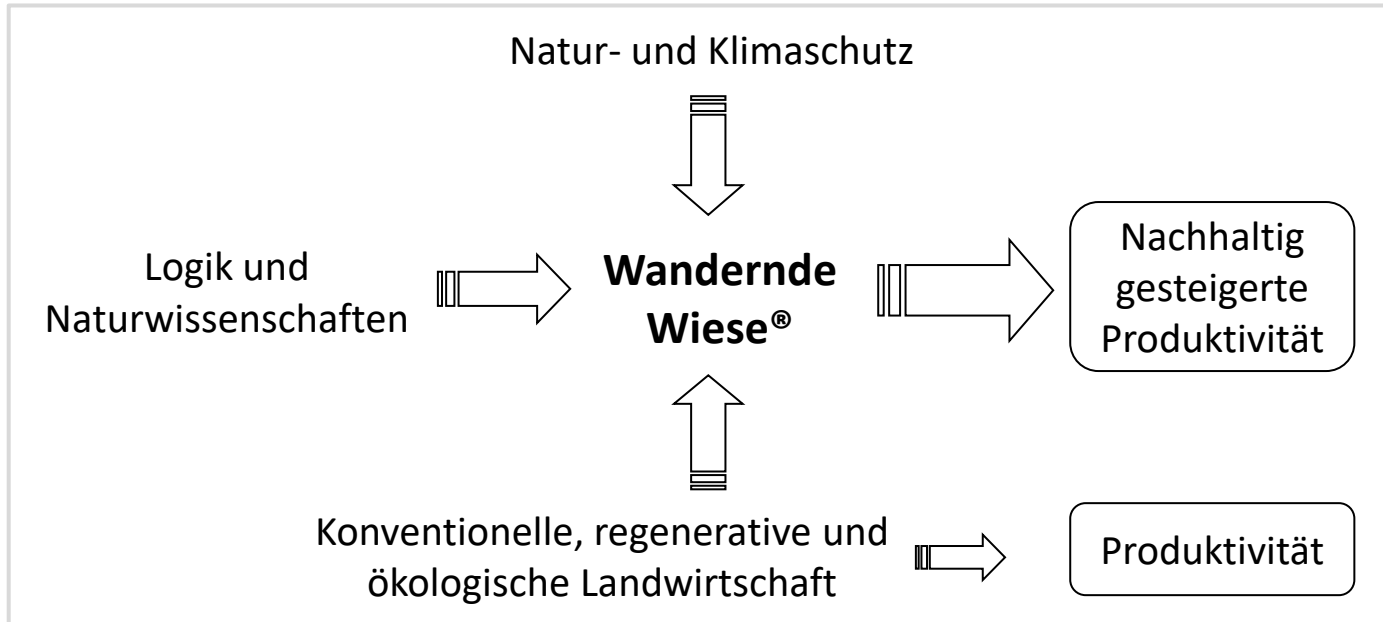 Natur- und Klimaschutz
Logik und
Naturwissenschaften
Wandernde
Wiese®
Nachhaltig
gesteigerte
Produktivität
Konventionelle, regenerative und
ökologische Landwirtschaft
Produktivität